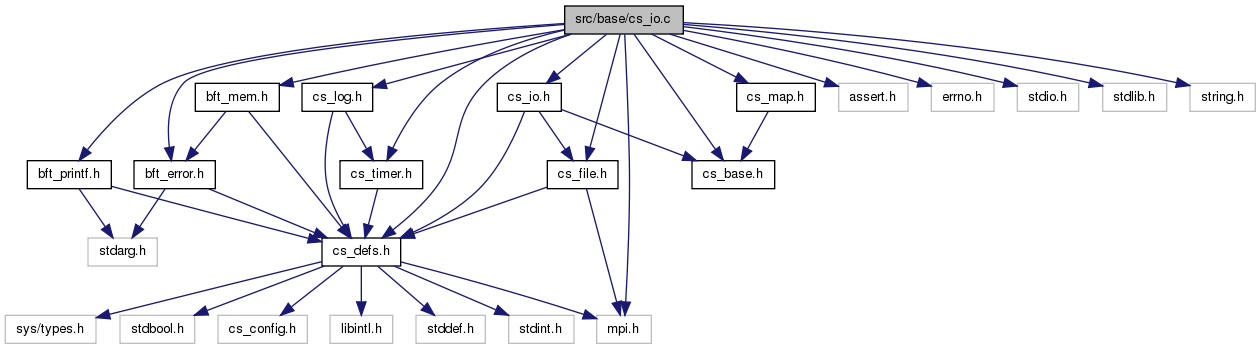 src/base/cs_io.c
bft_mem.h
cs_log.h
cs_io.h
cs_map.h
assert.h
errno.h
stdio.h
stdlib.h
string.h
bft_printf.h
bft_error.h
cs_timer.h
cs_file.h
cs_base.h
stdarg.h
cs_defs.h
sys/types.h
stdbool.h
cs_config.h
libintl.h
stddef.h
stdint.h
mpi.h